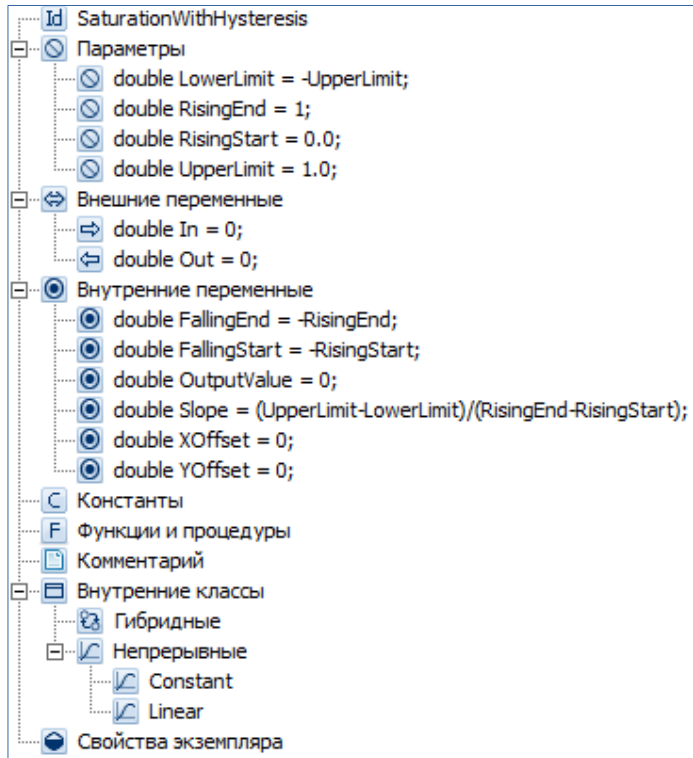 Id SaturationWithHysteresis
Параметры
double LowerLimit = -UpperLimit;
double RisingEnd = 1;
double RisingStart = 0.0;
double UpperLimit = 1.0;
Внешние переменные
double In = 0;
double Out = 0;
Внутренние переменные
double FallingEnd = -RisingEnd;
double FallingStart = -RisingStart;
double OutputValue = 0;
double Slope = (UpperLimit-LowerLimit)/(RisingEnd-RisingStart);
double XOffset = 0;
double YOffset = 0;
C Константы
F Функции и процедуры
Комментарий
Внутренние классы
Гибридные
Непрерывные
Constant
Linear
Свойства экземпляра